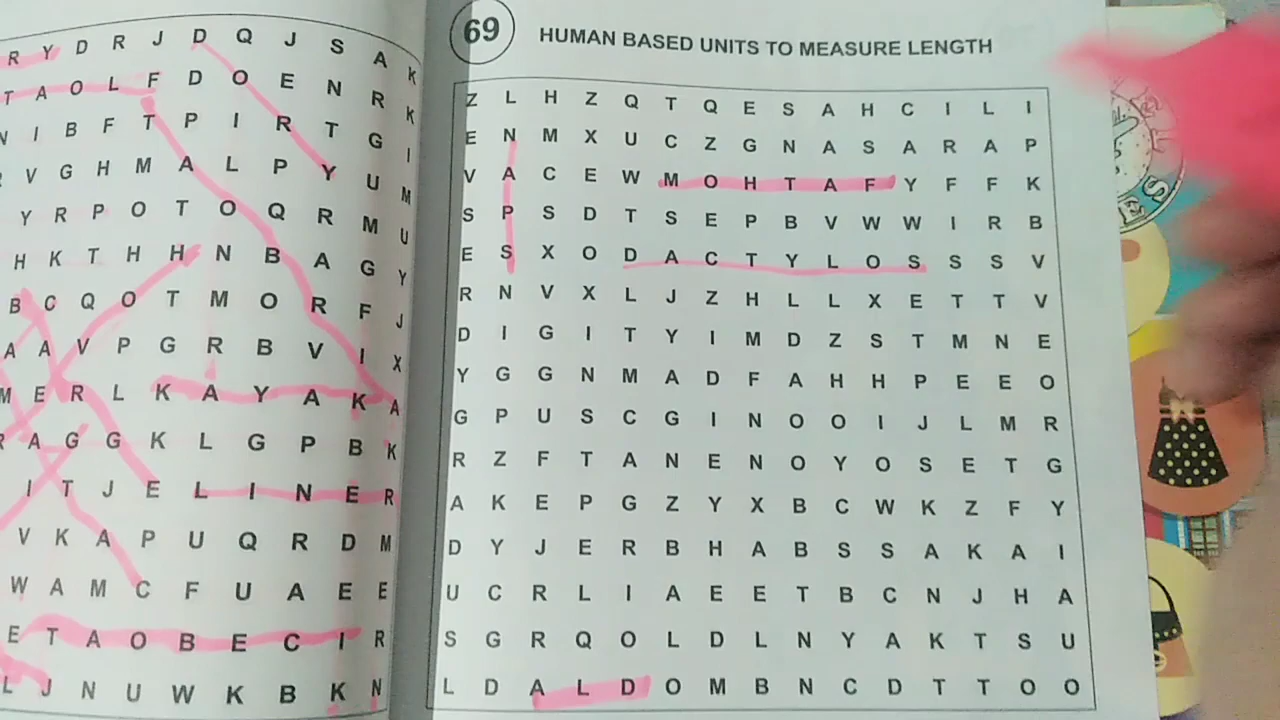 R Y D R J D Q J S A K
T A O L F D O E N R K
N I B F T P I R T G I
V G H M A L P Y U M
Y R P O T O Q R M U
H K T H H N B A G Y
B C Q O T M O R F J
A A V P G R B V I X
M E R L K A Y A K A
R A G G K L G P B K
I T J E L I N E R
V K A P U Q R D M
W A M C F U A E E
E T A O B E C I R
L J N U W K B K N
69
HUMAN BASED UNITS TO MEASURE LENGTH
Z L H Z Q T Q E S A H C I L I
E N M X U C Z G N A S A R A P
V A C E W M O H T A F Y F F K
S P S D T S E P B V W W I R B
E S X O D A C T Y L O S S S V
R N V X L J Z H L L X E T T V
D I G I T Y I M D Z S T M N E
Y G G N M A D F A H H P E E O
G P U S C G I N O O I J L M R
R Z F T A N E N O Y O S E T G
A K E P G Z Y X B C W K Z F Y
D Y J E R B H A B S S A K A I
U C R L I A E E T B C N J H A
S G R Q O L D L N Y A K T S U
L D A L D O M B N C D T T O O